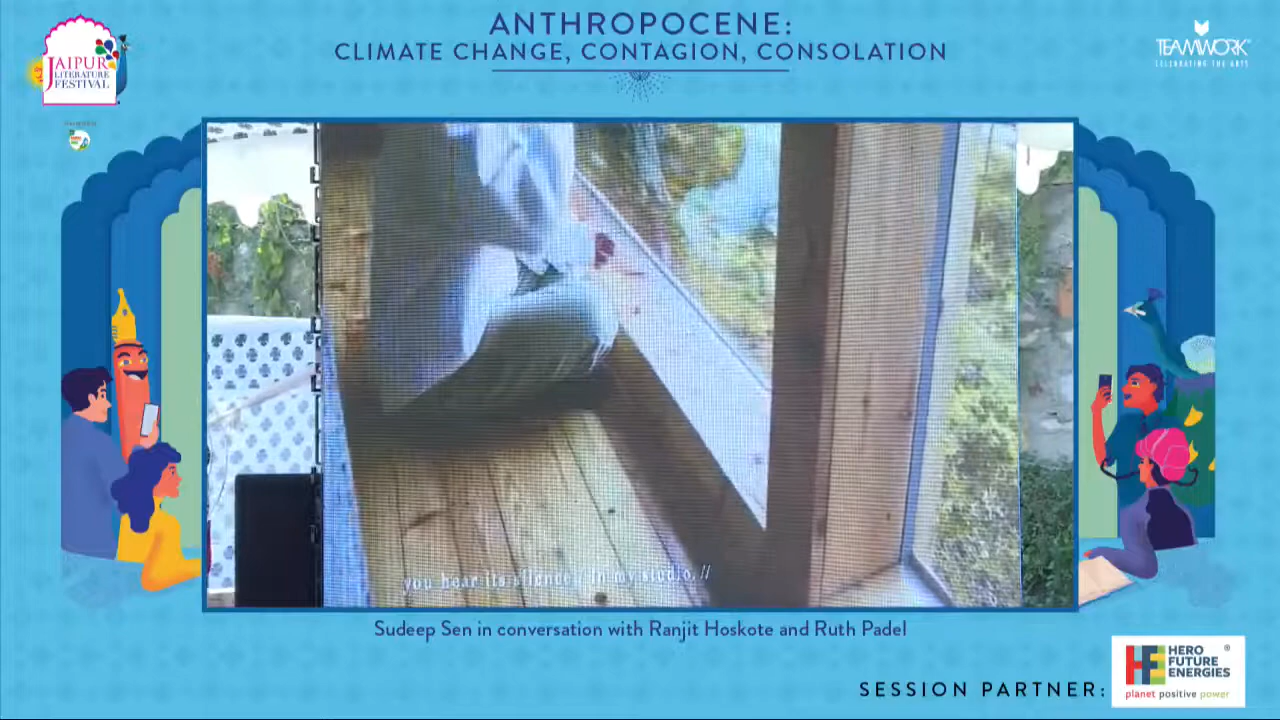 ANTHROPOCENE:
CLIMATE CHANGE, CONTAGION, CONSOLATION
JAIPUR
LITERATURE
FESTIVAL
TEAMWORK
CELEBRATING THE ARTS
you hear its silence / in my studio. //
Sudeep Sen in conversation with Ranjit Hoskote and Ruth Padel
SESSION PARTNER:
HERO
FUTURE
ENERGIES
HFE
planet positive power